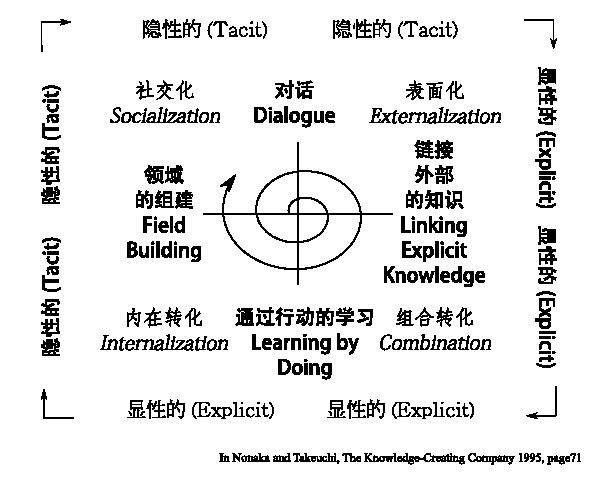 隐性的 (Tacit)
隐性的 (Tacit)
隐性的 (Tacit)
社交化
Socialization
对话
Dialogue
表面化
Externalization
显性的 (Explicit)
领域
的组建
Field
Building
链接
外部
的知识
Linking
Explicit
Knowledge
隐性的 (Tacit)
内在转化
Internalization
通过行动的学习
Learning by
Doing
组合转化
Combination
显性的 (Explicit)
显性的 (Explicit)
显性的 (Explicit)
In Nonaka and Takeuchi, The Knowledge-Creating Company 1995, page71